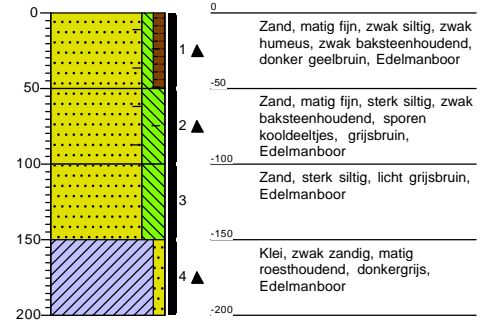 0
50
100
150
200
1
2
3
4
0
Zand, matig fijn, zwak siltig, zwak
humeus, zwak baksteenhoudend,
donker geelbruin, Edelmanboor
-50
Zand, matig fijn, sterk siltig, zwak
baksteenhoudend, sporen
kooldeeltjes, grijsbruin,
Edelmanboor
-100
Zand, sterk siltig, licht grijsbruin,
Edelmanboor
-150
Klei, zwak zandig, matig
roesthoudend, donkergrijs,
Edelmanboor
-200